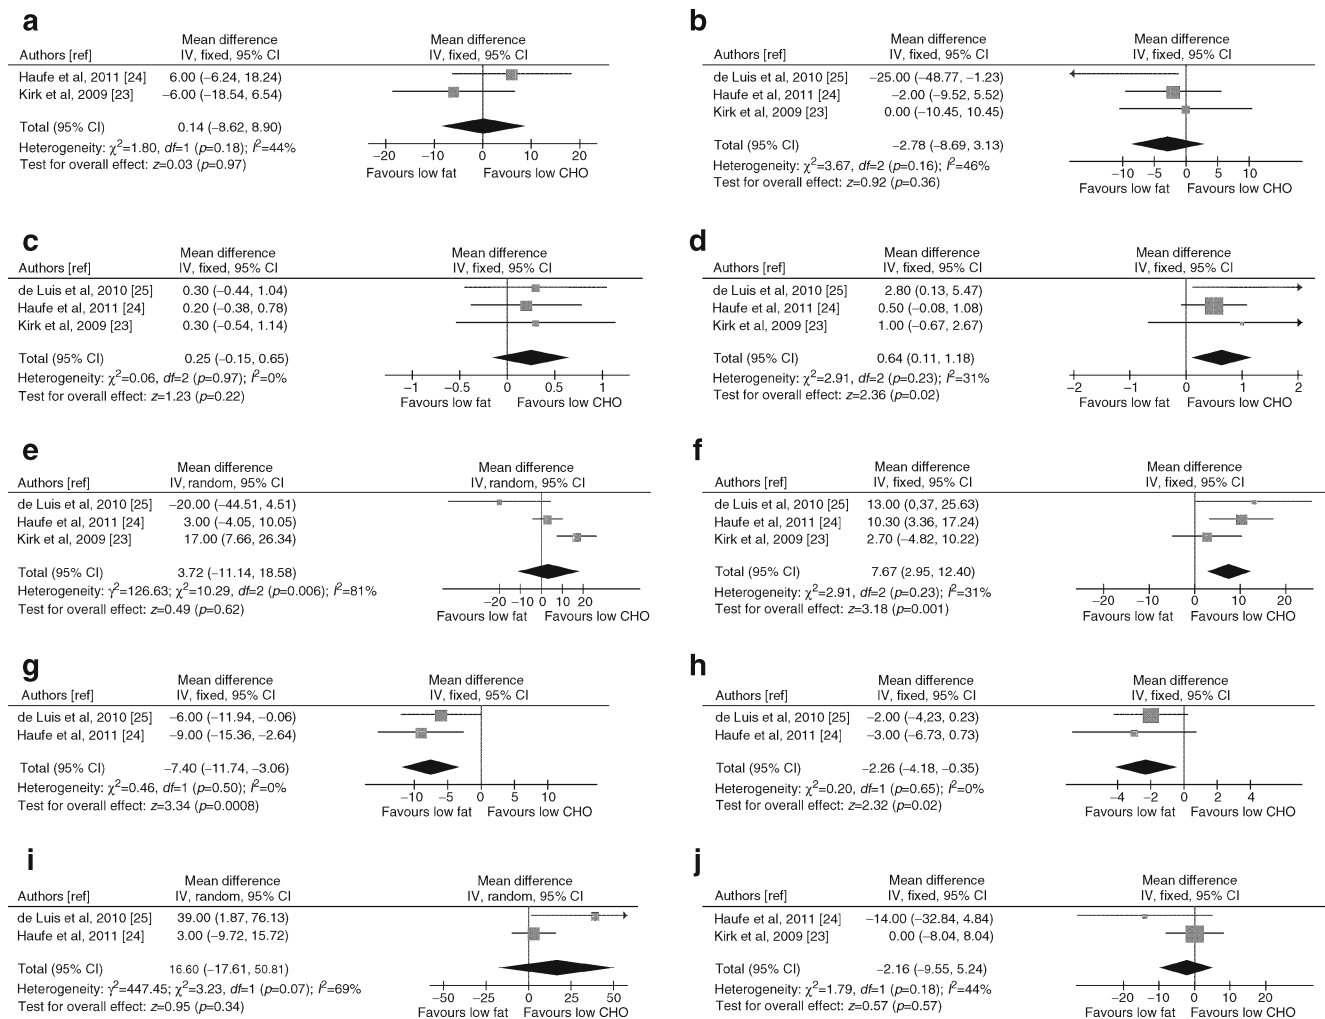 a
Mean difference
Mean difference
Authors [ref]
IV, fixed, 95% CI
IV, fixed, 95% CI
Haufe et al, 2011 [24]
6.00 (−6.24, 18.24)
Kirk et al, 2009 [23]
−6.00 (−18.54, 6.54)
Total (95% CI)
0.14 (−8.62, 8.90)
Heterogeneity: χ²=1.80, df=1 (p=0.18); I²=44%
Test for overall effect: z=0.03 (p=0.97)
−20 −10 0 10 20
Favours low fat Favours low CHO
b
Mean difference
Mean difference
Authors [ref]
IV, fixed, 95% CI
IV, fixed, 95% CI
de Luis et al, 2010 [25]
−25.00 (−48.77, −1.23)
Haufe et al, 2011 [24]
−2.00 (−9.52, 5.52)
Kirk et al, 2009 [23]
0.00 (−10.45, 10.45)
Total (95% CI)
−2.78 (−8.69, 3.13)
Heterogeneity: χ²=3.67, df=2 (p=0.16); I²=46%
Test for overall effect: z=0.92 (p=0.36)
−10 −5 0 5 10
Favours low fat Favours low CHO
c
Mean difference
Mean difference
Authors [ref]
IV, fixed, 95% CI
IV, fixed, 95% CI
de Luis et al, 2010 [25]
0.30 (−0.44, 1.04)
Haufe et al, 2011 [24]
0.20 (−0.38, 0.78)
Kirk et al, 2009 [23]
0.30 (−0.54, 1.14)
Total (95% CI)
0.25 (−0.15, 0.65)
Heterogeneity: χ²=0.06, df=2 (p=0.97); I²=0%
Test for overall effect: z=1.23 (p=0.22)
−1 −0.5 0 0.5 1
Favours low fat Favours low CHO
d
Mean difference
Mean difference
Authors [ref]
IV, fixed, 95% CI
IV, fixed, 95% CI
de Luis et al, 2010 [25]
2.80 (0.13, 5.47)
Haufe et al, 2011 [24]
0.50 (−0.08, 1.08)
Kirk et al, 2009 [23]
1.00 (−0.67, 2.67)
Total (95% CI)
0.64 (0.11, 1.18)
Heterogeneity: χ²=2.91, df=2 (p=0.23); I²=31%
Test for overall effect: z=2.36 (p=0.02)
−2 −1 0 1 2
Favours low fat Favours low CHO
e
Mean difference
Mean difference
Authors [ref]
IV, random, 95% CI
IV, random, 95% CI
de Luis et al, 2010 [25]
−20.00 (−44.51, 4.51)
Haufe et al, 2011 [24]
3.00 (−4.05, 10.05)
Kirk et al, 2009 [23]
17.00 (7.66, 26.34)
Total (95% CI)
3.72 (−11.14, 18.58)
Heterogeneity: γ²=126.63; χ²=10.29, df=2 (p=0.006); I²=81%
Test for overall effect: z=0.49 (p=0.62)
−20 −10 0 10 20
Favours low fat Favours low CHO
f
Mean difference
Mean difference
Authors [ref]
IV, fixed, 95% CI
IV, fixed, 95% CI
de Luis et al, 2010 [25]
13.00 (0,37, 25.63)
Haufe et al, 2011 [24]
10.30 (3.36, 17.24)
Kirk et al, 2009 [23]
2.70 (−4.82, 10.22)
Total (95% CI)
7.67 (2.95, 12.40)
Heterogeneity: χ²=2.91, df=2 (p=0.23); I²=31%
Test for overall effect: z=3.18 (p=0.001)
−20 −10 0 10 20
Favours low fat Favours low CHO
g
Mean difference
Mean difference
Authors [ref]
IV, fixed, 95% CI
IV, fixed, 95% CI
de Luis et al, 2010 [25]
−6.00 (−11.94, −0.06)
Haufe et al, 2011 [24]
−9.00 (−15.36, −2.64)
Total (95% CI)
−7.40 (−11.74, −3.06)
Heterogeneity: χ²=0.46, df=1 (p=0.50); I²=0%
Test for overall effect: z=3.34 (p=0.0008)
−10 −5 0 5 10
Favours low fat Favours low CHO
h
Mean difference
Mean difference
Authors [ref]
IV, fixed, 95% CI
IV, fixed, 95% CI
de Luis et al, 2010 [25]
−2.00 (−4,23, 0.23)
Haufe et al, 2011 [24]
−3.00 (−6.73, 0.73)
Total (95% CI)
−2.26 (−4.18, −0.35)
Heterogeneity: χ²=0.20, df=1 (p=0.65); I²=0%
Test for overall effect: z=2.32 (p=0.02)
−4 −2 0 2 4
Favours low fat Favours low CHO
i
Mean difference
Mean difference
Authors [ref]
IV, random, 95% CI
IV, random, 95% CI
de Luis et al, 2010 [25]
39.00 (1.87, 76.13)
Haufe et al, 2011 [24]
3.00 (−9.72, 15.72)
Total (95% CI)
16.60 (−17.61, 50.81)
Heterogeneity: γ²=447.45; χ²=3.23, df=1 (p=0.07); I²=69%
Test for overall effect: z=0.95 (p=0.34)
−50 −25 0 25 50
Favours low fat Favours low CHO
j
Mean difference
Mean difference
Authors [ref]
IV, fixed, 95% CI
IV, fixed, 95% CI
Haufe et al, 2011 [24]
−14.00 (−32.84, 4.84)
Kirk et al, 2009 [23]
0.00 (−8.04, 8.04)
Total (95% CI)
−2.16 (−9.55, 5.24)
Heterogeneity: χ²=1.79, df=1 (p=0.18); I²=44%
Test for overall effect: z=0.57 (p=0.57)
−20 −10 0 10 20
Favours low fat Favours low CHO